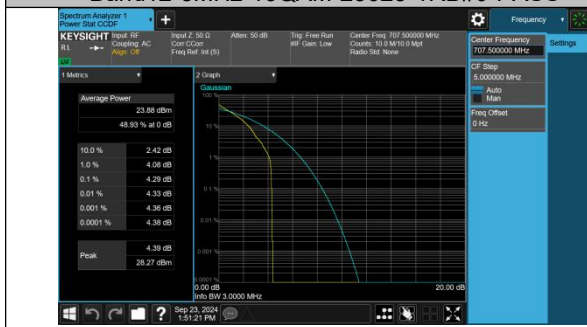 Spectrum Analyzer 1
Power Stat CCDF
Frequency
KEYSIGHT
Input: RF
Coupling: AC
Align: Off
Input Z: 50 Ω
Corr CCorr
Freq Ref: Int (S)
Atten: 50 dB
Trig: Free Run
#IF Gain: Low
Center Freq: 707.500000 MHz
Counts: 10.0 M/10.0 Mpt
Radio Std: None
R L
Center Frequency
707.500000 MHz
Settings
CF Step
5.000000 MHz
Auto
Man
Freq Offset
0 Hz
1 Metrics
2 Graph
Average Power
23.88 dBm
48.93 % at 0 dB
10.0 % 2.42 dB
1.0 % 4.08 dB
0.1 % 4.29 dB
0.01 % 4.33 dB
0.001 % 4.36 dB
0.0001 % 4.38 dB
Peak 4.39 dB
28.27 dBm
Gaussian
100 %
10 %
1 %
0.1 %
0.01 %
0.001 %
0.0001 %
0.00 dB 20.00 dB
Info BW 3.0000 MHz
Sep 23, 2024
1:51:21 PM